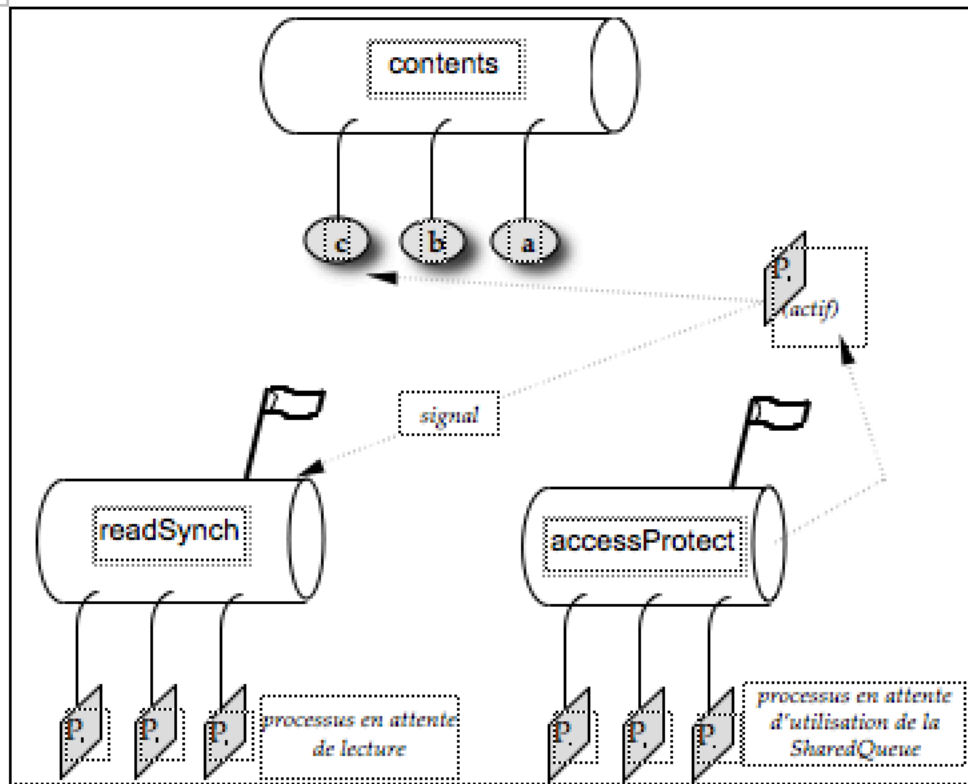 contents
c b a
P.
(actif)
signal
readSynch
accessProtect
P. P. P.
processus en attente
de lecture
P. P. P.
processus en attente
d'utilisation de la
SharedQueue